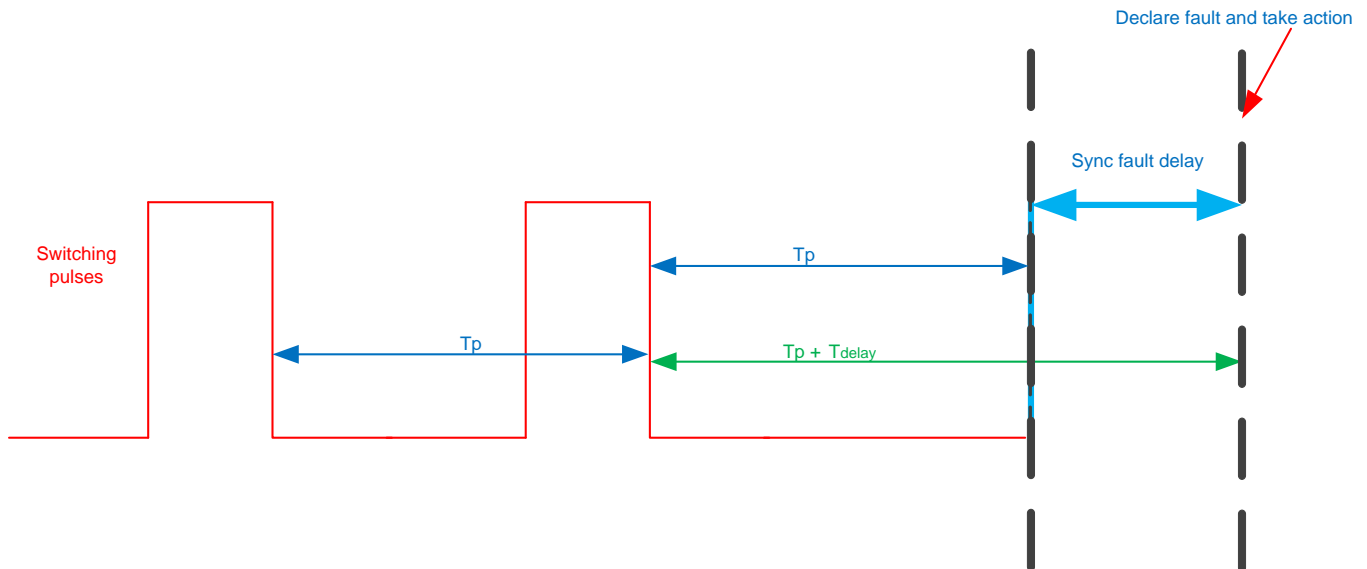 Declare fault and take action
Sync fault delay
Switching
pulses
Tp
Tp
Tp + Tdelay